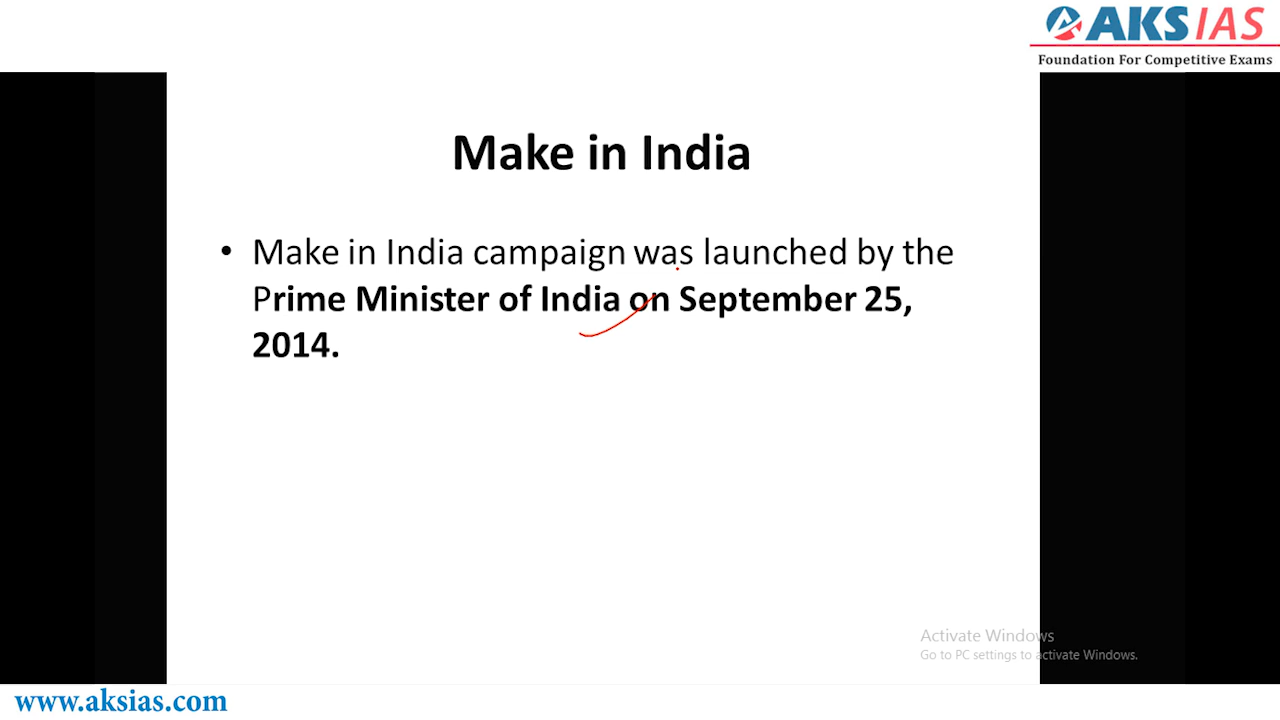 AKS IAS
Foundation For Competitive Exams
Make in India
• Make in India campaign was launched by the
Prime Minister of India on September 25,
2014.
Activate Windows
Go to PC settings to activate Windows.
www.aksias.com